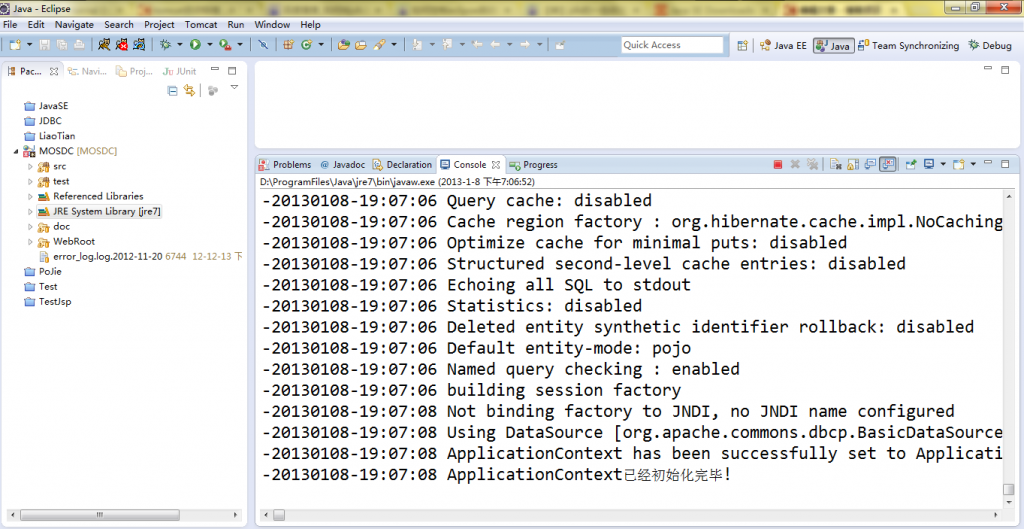 Java - Eclipse
File Edit Navigate Search Project Tomcat Run Window Help
Quick Access
Java EE Java Team Synchronizing Debug
Pac... Navi... Proj... JUnit
JavaSE
JDBC
LiaoTian
MOSDC [MOSDC]
src
test
Referenced Libraries
JRE System Library [jre7]
doc
WebRoot
error_log.log.2012-11-20 6744 12-12-13 下
PoJie
Test
TestJsp
Problems @ Javadoc Declaration Console Progress
D:\ProgramFiles\Java\jre7\bin\javaw.exe (2013-1-8 下午7:06:52)
-20130108-19:07:06 Query cache: disabled
-20130108-19:07:06 Cache region factory : org.hibernate.cache.impl.NoCaching
-20130108-19:07:06 Optimize cache for minimal puts: disabled
-20130108-19:07:06 Structured second-level cache entries: disabled
-20130108-19:07:06 Echoing all SQL to stdout
-20130108-19:07:06 Statistics: disabled
-20130108-19:07:06 Deleted entity synthetic identifier rollback: disabled
-20130108-19:07:06 Default entity-mode: pojo
-20130108-19:07:06 Named query checking : enabled
-20130108-19:07:06 building session factory
-20130108-19:07:08 Not binding factory to JNDI, no JNDI name configured
-20130108-19:07:08 Using DataSource [org.apache.commons.dbcp.BasicDataSource
-20130108-19:07:08 ApplicationContext has been successfully set to Applicati
-20130108-19:07:08 ApplicationContext已经初始化完毕!